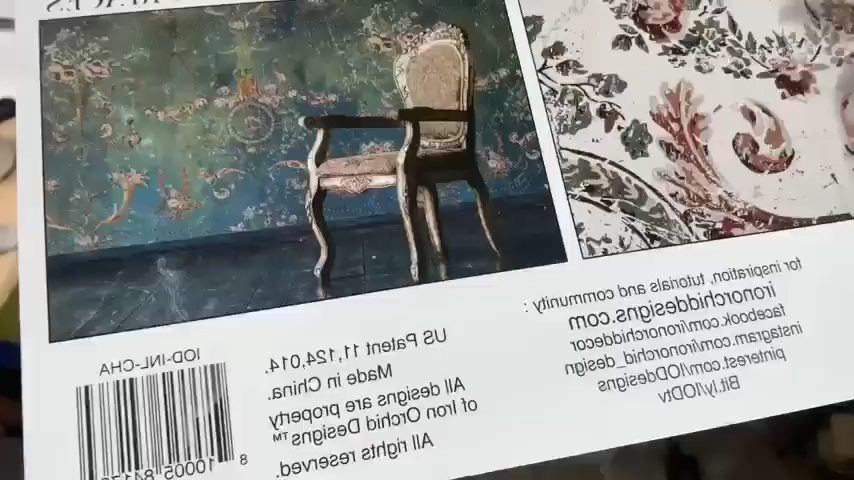 for inspiration, tutorials and community :
ironorchiddesigns.com
facebook.com/ironorchiddecor
instagram.com/ironorchid_design
pinterest.com/IODdesigns
Bit.ly/IODtv
US Patent 11,124,014.
Made in China.
All designs are property
of Iron Orchid Designs™
All rights reserved.
IOD-INL-CHA
8